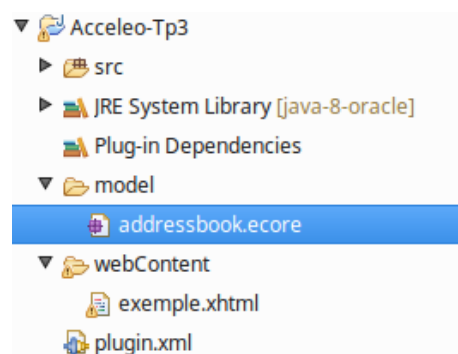 Acceleo-Tp3
src
JRE System Library [java-8-oracle]
Plug-in Dependencies
model
addressbook.ecore
webContent
exemple.xhtml
plugin.xml